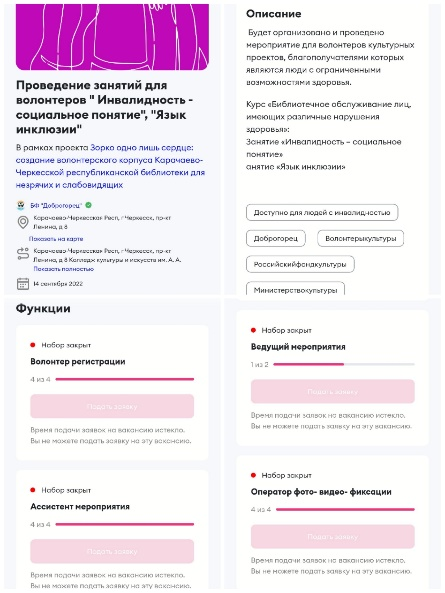 Проведение занятий для
волонтеров " Инвалидность -
социальное понятие", "Язык
инклюзии"
В рамках проекта Зорко одно лишь сердце:
создание волонтерского корпуса Карачаево-
Черкесской республиканской библиотеки для
незрячих и слабовидящих
БФ "Доброгорец"
Карачаево-Черкесская Респ, г Черкесск, пр-кт
Ленина, д 8
Показать на карте
Карачаево-Черкесская Респ, г Черкесск, пр-кт
Ленина, д 8 Колледж культуры и искусств им. А. А.
Показать полностью
14 сентября 2022
Описание
Будет организовано и проведено
мероприятие для волонтеров культурных
проектов, благополучателями которых
являются люди с ограниченными
возможностями здоровья.
Курс «Библиотечное обслуживание лиц,
имеющих различные нарушения
здоровья»:
Занятие «Инвалидность – социальное
понятие»
анятие «Язык инклюзии»
Доступно для людей с инвалидностью
Доброгорец
Волонтерыкультуры
Российскийфондкультуры
Министерствокультуры
Функции
Набор закрыт
Волонтер регистрации
4 из 4
Подать заявку
Время подачи заявок на вакансию истекло.
Вы не можете подать заявку на эту вакансию.
Набор закрыт
Ассистент мероприятия
4 из 4
Подать заявку
Время подачи заявок на вакансию истекло.
Вы не можете подать заявку на эту вакансию.
Набор закрыт
Ведущий мероприятия
1 из 2
Подать заявку
Время подачи заявок на вакансию истекло.
Вы не можете подать заявку на эту вакансию.
Набор закрыт
Оператор фото- видео- фиксации
4 из 4
Подать заявку
Время подачи заявок на вакансию истекло.
Вы не можете подать заявку на эту вакансию.